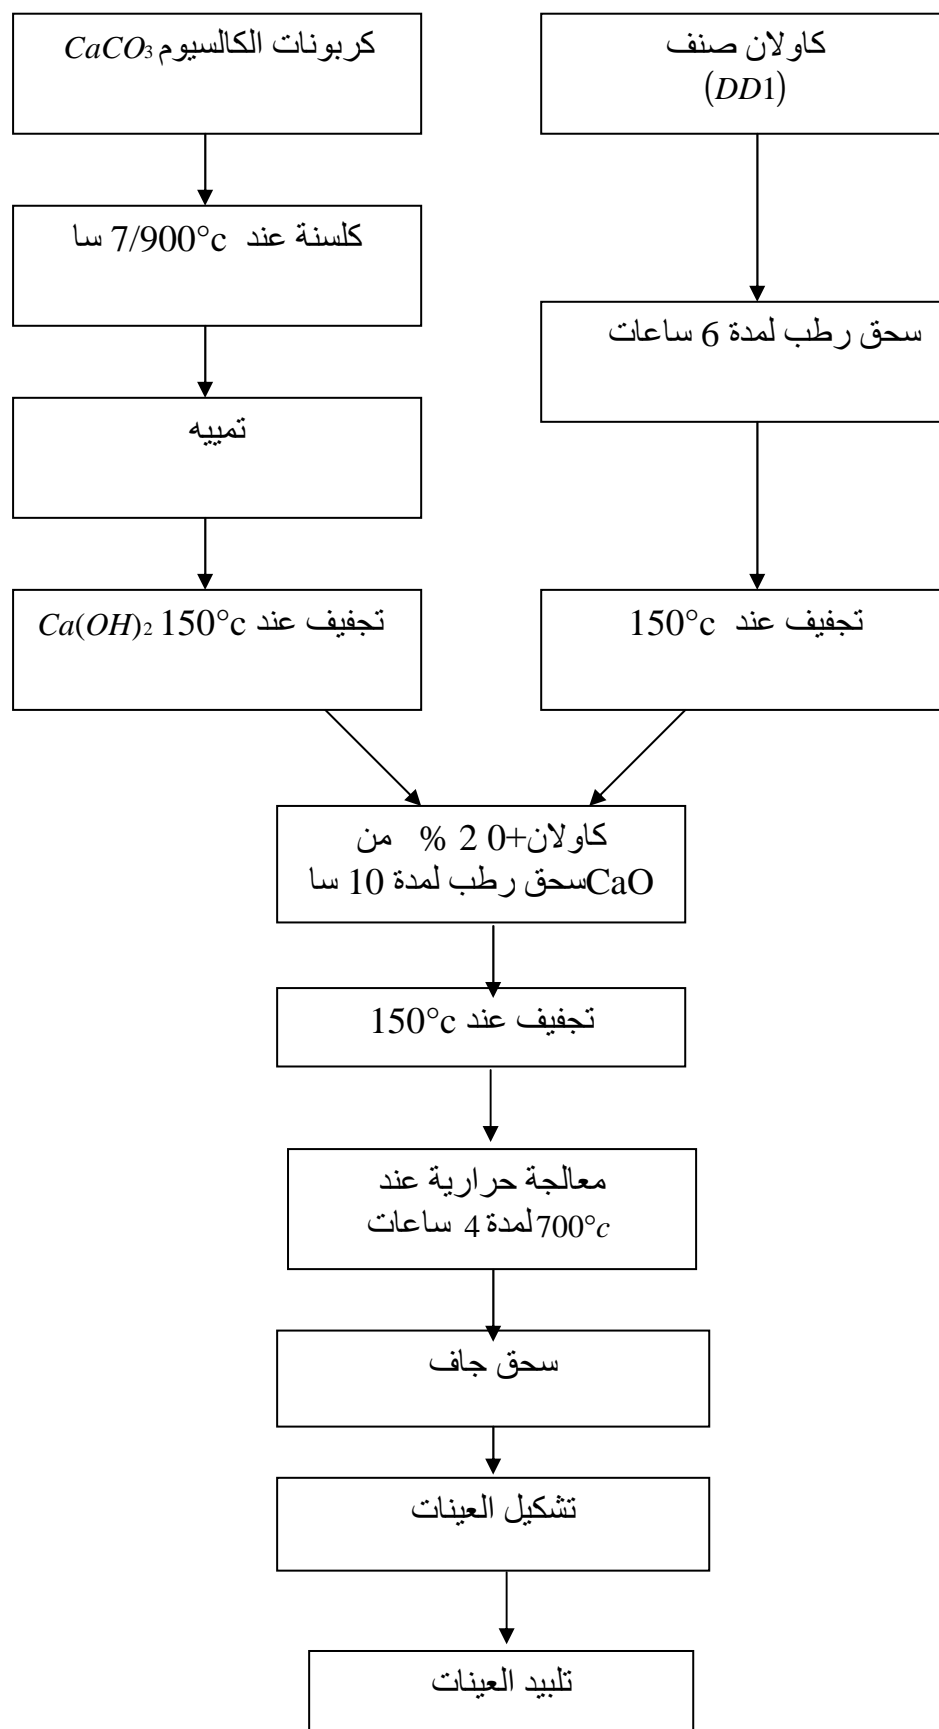 كربونات الكالسيوم CaCO3
كاولان صنف
(DD1)
كلسنة عند 7/900°c سا
سحق رطب لمدة 6 ساعات
تمييه
تجفيف عند 150°c Ca(OH)2
تجفيف عند 150°c
كاولان+0 2 % من
CaOسحق رطب لمدة 10 سا
تجفيف عند 150°c
معالجة حرارية عند
700°cلمدة 4 ساعات
سحق جاف
تشكيل العينات
تلبيد العينات